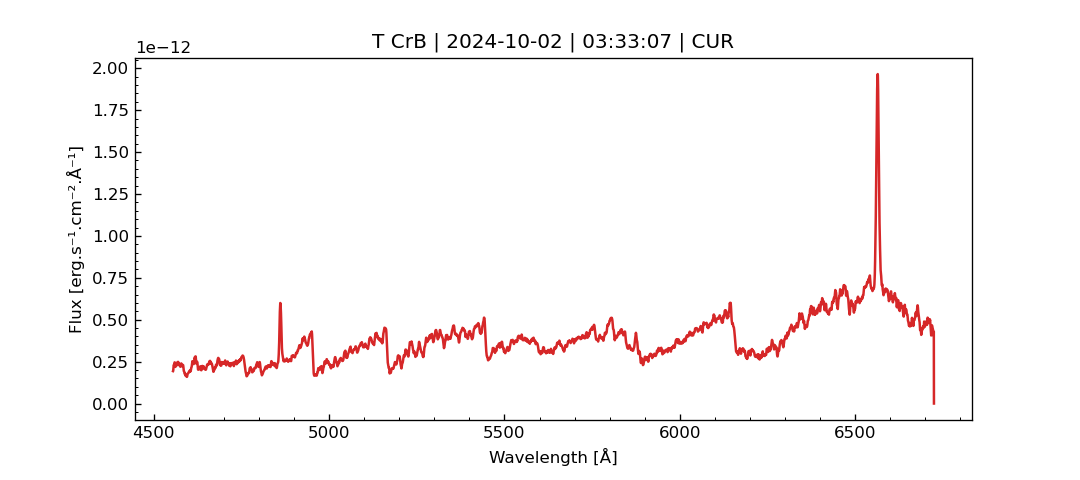 T CrB | 2024-10-02 | 03:33:07 | CUR
1e−12
2.00
1.75
1.50
1.25
1.00
0.75
0.50
0.25
0.00
Flux [erg.s⁻¹.cm⁻².Å⁻¹]
4500 5000 5500 6000 6500
Wavelength [Å]